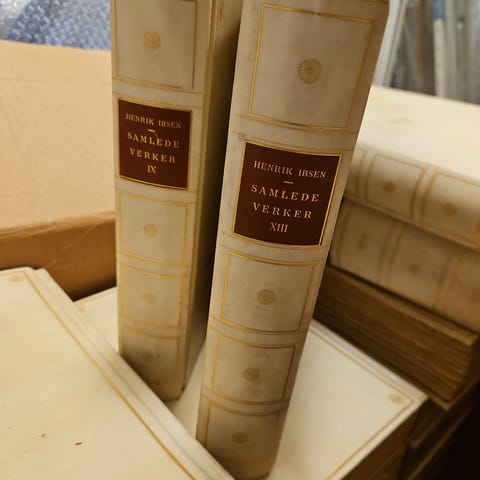 HENRIK IBSEN
SAMLEDE
VERKER
IX
HENRIK IBSEN
SAMLEDE
VERKER
XIII